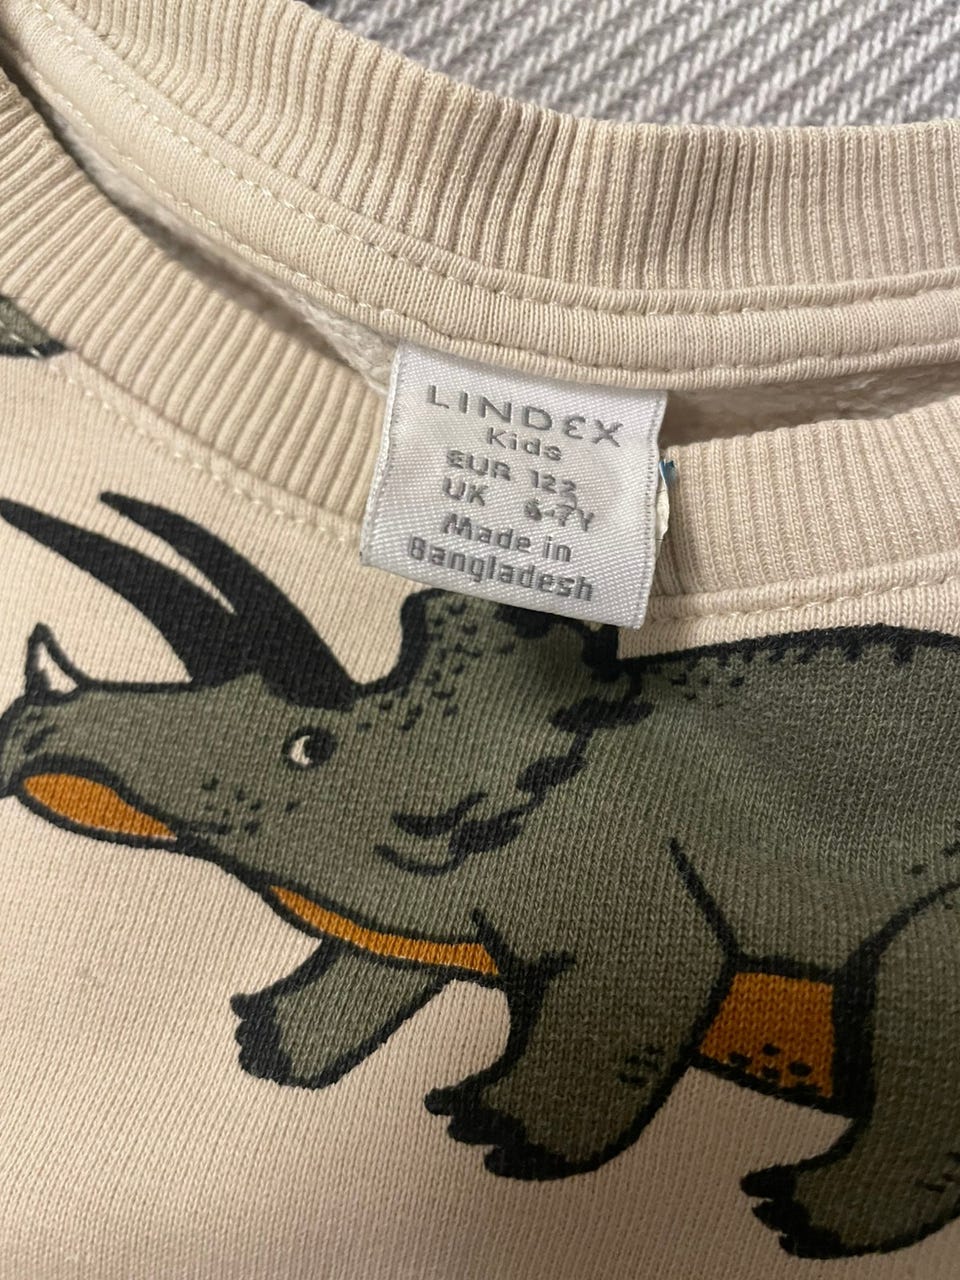 LINDEX
Kids
EUR 122
UK 6-7Y
Made in
Bangladesh